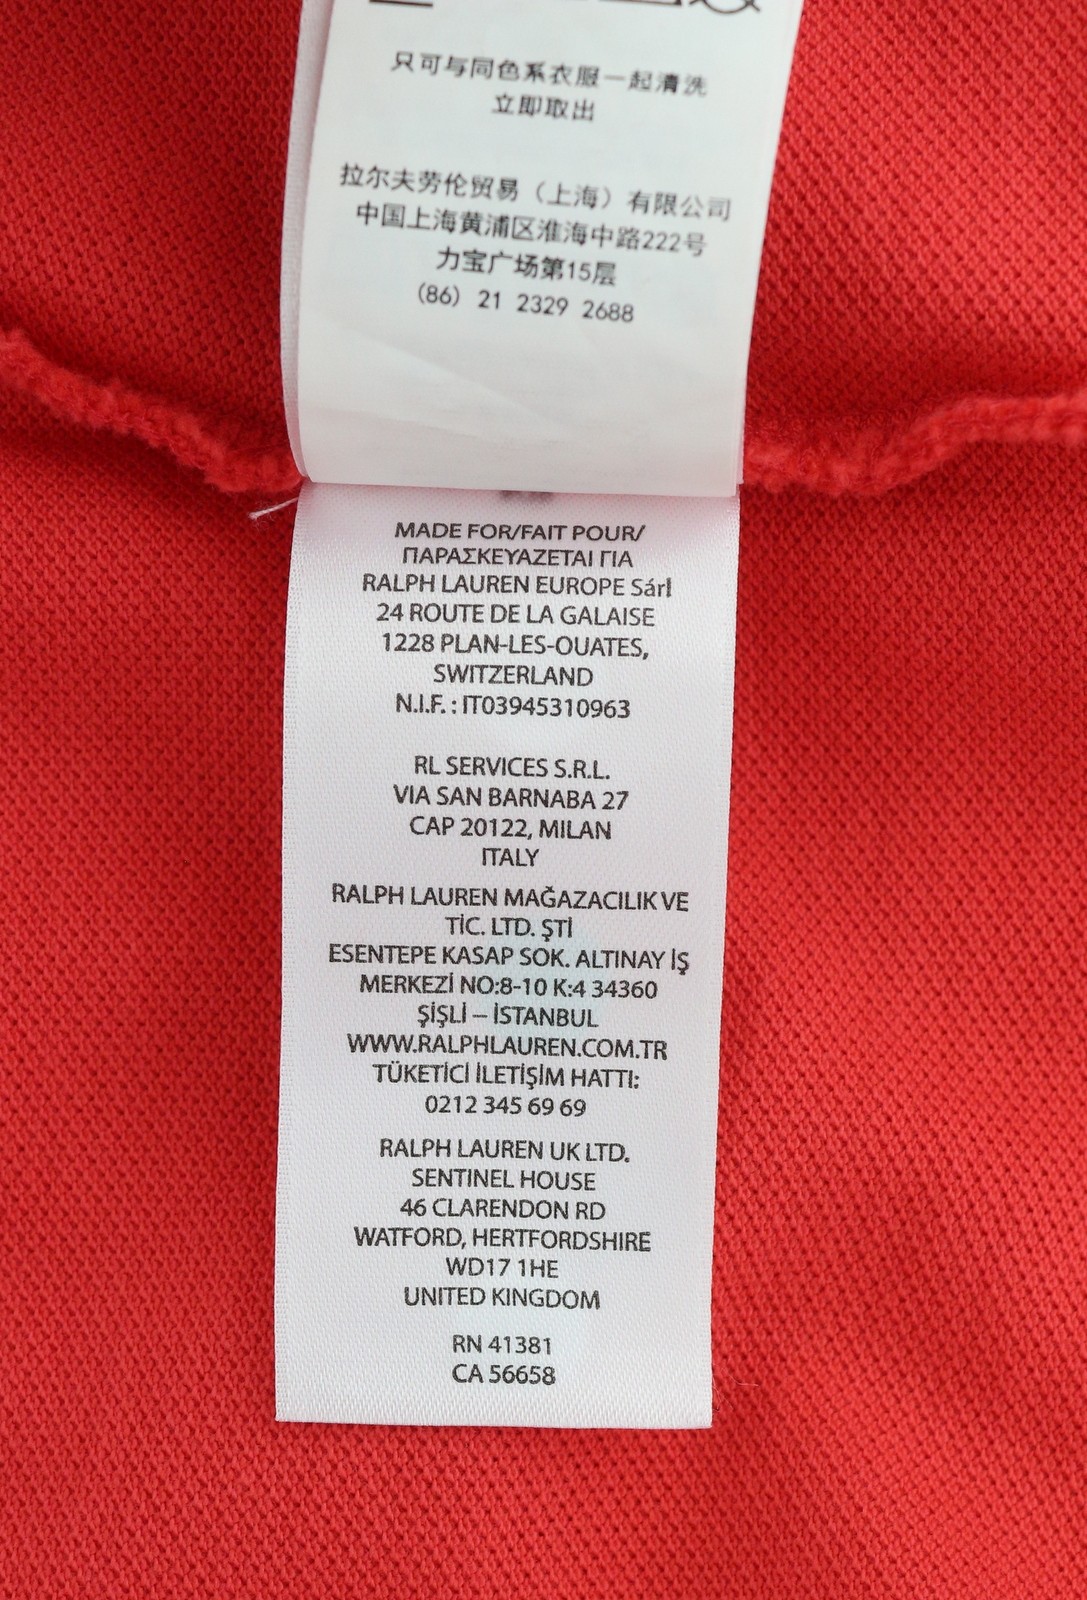 只可与同色系衣服一起清洗
立即取出
拉尔夫劳伦贸易（上海）有限公司
中国上海黄浦区淮海中路222号
力宝广场第15层
(86) 21 2329 2688
MADE FOR/FAIT POUR/
ΠΑΡΑΣΚΕΥΑΖΕΤΑΙ ΓΙΑ
RALPH LAUREN EUROPE Sárl
24 ROUTE DE LA GALAISE
1228 PLAN-LES-OUATES,
SWITZERLAND
N.I.F. : IT03945310963
RL SERVICES S.R.L.
VIA SAN BARNABA 27
CAP 20122, MILAN
ITALY
RALPH LAUREN MAĞAZACILIK VE
TİC. LTD. ŞTİ
ESENTEPE KASAP SOK. ALTINAY İŞ
MERKEZİ NO:8-10 K:4 34360
ŞİŞLİ – İSTANBUL
WWW.RALPHLAUREN.COM.TR
TÜKETİCİ İLETİŞİM HATTI:
0212 345 69 69
RALPH LAUREN UK LTD.
SENTINEL HOUSE
46 CLARENDON RD
WATFORD, HERTFORDSHIRE
WD17 1HE
UNITED KINGDOM
RN 41381
CA 56658